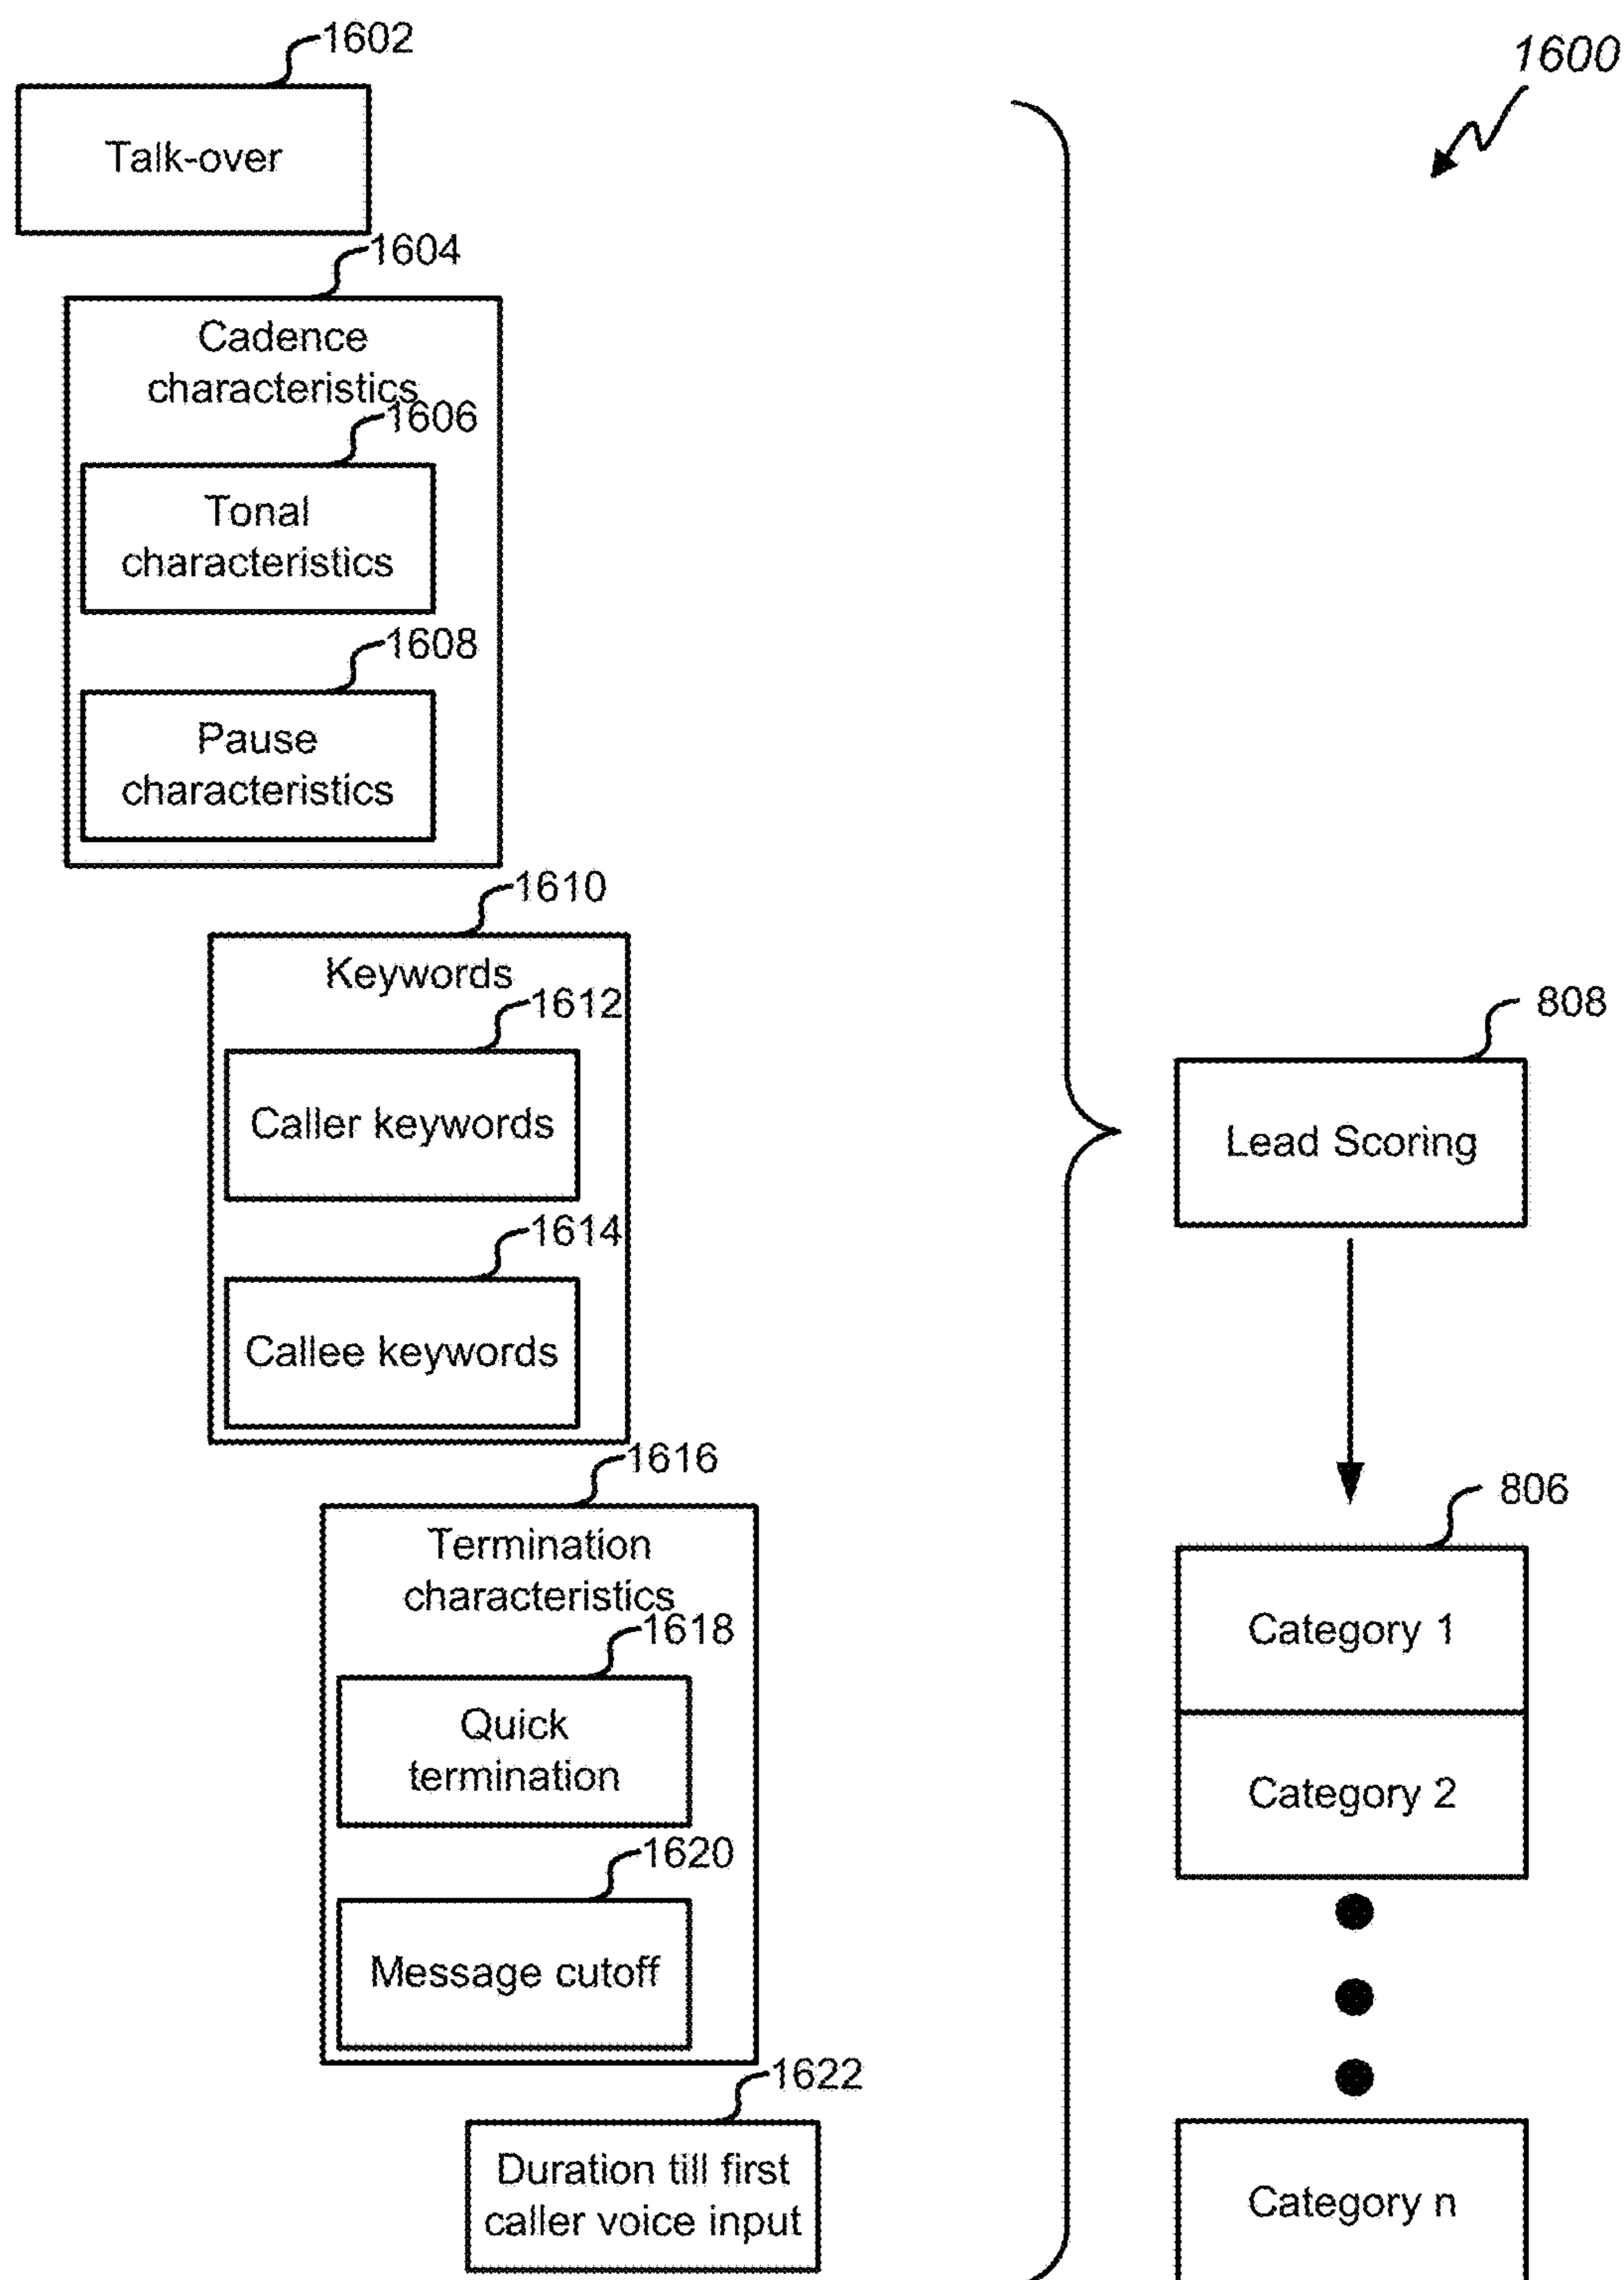 1602
1600
Talk-over
1604
Cadence
characteristics
1606
Tonal
characteristics
1608
Pause
characteristics
1610
Keywords
1612
Caller keywords
1614
Callee keywords
1616
Termination
characteristics
1618
Quick
termination
1620
Message cutoff
1622
Duration till first
caller voice input
808
Lead Scoring
806
Category 1
Category 2
Category n